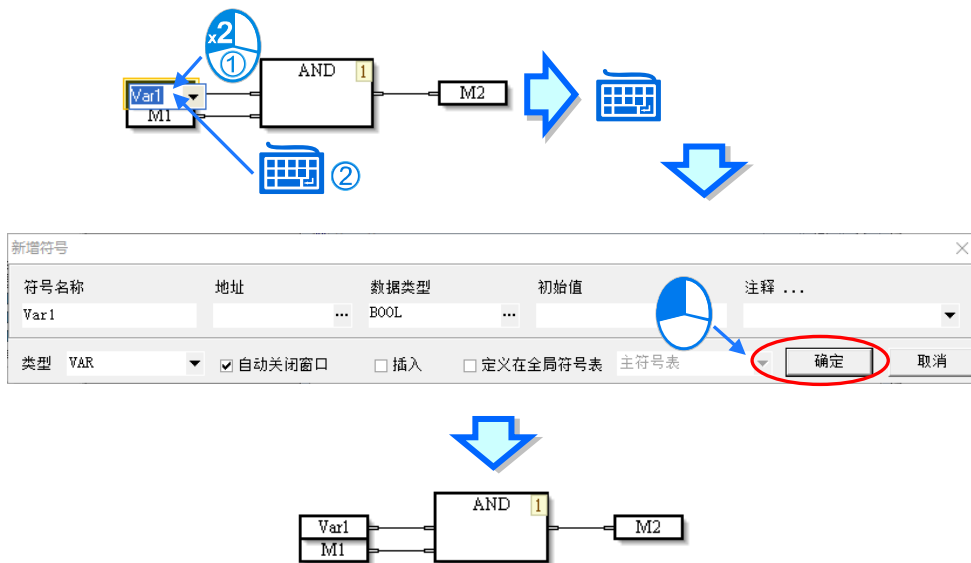 x2
①
AND 1
Var1
M1
M2
②
新增符号
符号名称 地址 数据类型 初始值 注释 ...
Var1 ... BOOL ...
类型 VAR 自动关闭窗口 插入 定义在全局符号表 主符号表 确定 取消
AND 1
Var1
M1
M2